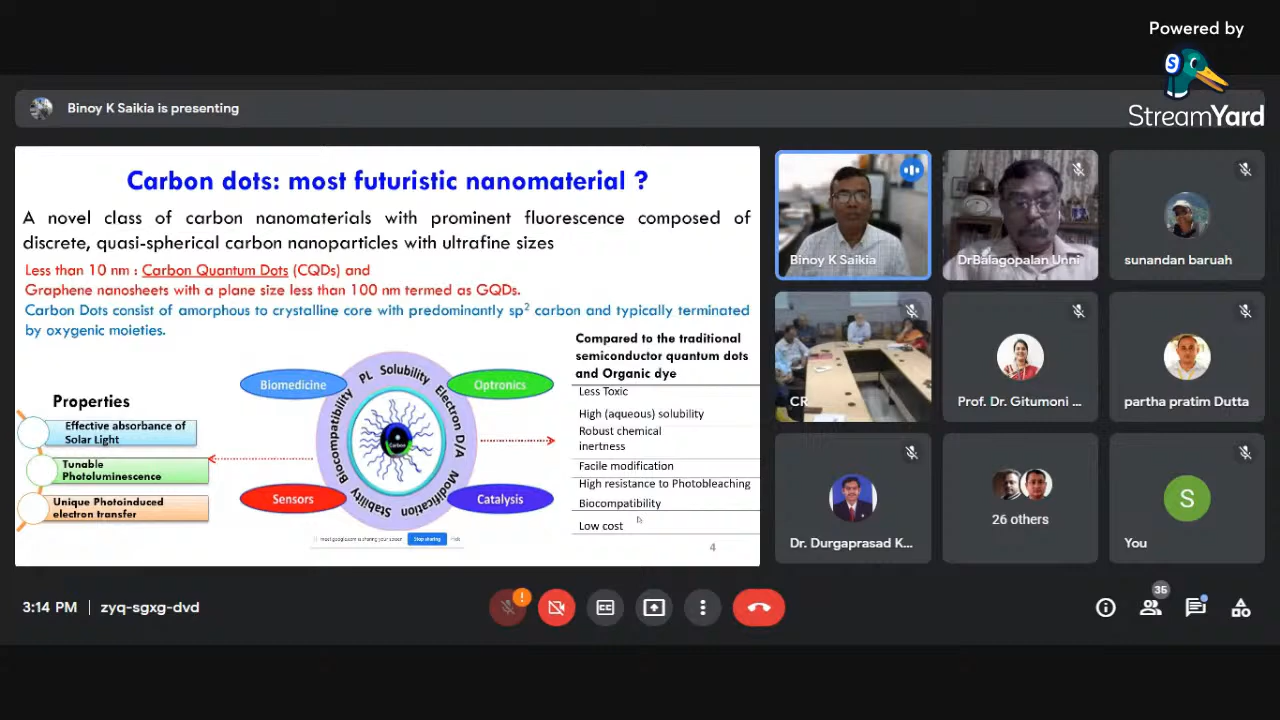 Powered by
StreamYard
Binoy K Saikia is presenting
Carbon dots: most futuristic nanomaterial ?
A novel class of carbon nanomaterials with prominent fluorescence composed of
discrete, quasi-spherical carbon nanoparticles with ultrafine sizes
Less than 10 nm : Carbon Quantum Dots (CQDs) and
Graphene nanosheets with a plane size less than 100 nm termed as GQDs.
Carbon Dots consist of amorphous to crystalline core with predominantly sp² carbon and typically terminated
by oxygenic moieties.
Properties
Effective absorbance of
Solar Light
Tunable
Photoluminescence
Unique Photoinduced
electron transfer
Biomedicine
Optronics
Sensors
Catalysis
PL Solubility
Electron D/A
Modification
Stability
Biocompatibility
Carbon
Compared to the traditional
semiconductor quantum dots
and Organic dye
Less Toxic
High (aqueous) solubility
Robust chemical
inertness
Facile modification
High resistance to Photobleaching
Biocompatibility
Low cost
Stop sharing
4
Binoy K Saikia
DrBalagopalan Unni
sunandan baruah
CR
Prof. Dr. Gitumoni ...
partha pratim Dutta
Dr. Durgaprasad K...
26 others
S
You
3:14 PM | zyq-sgxg-dvd
35